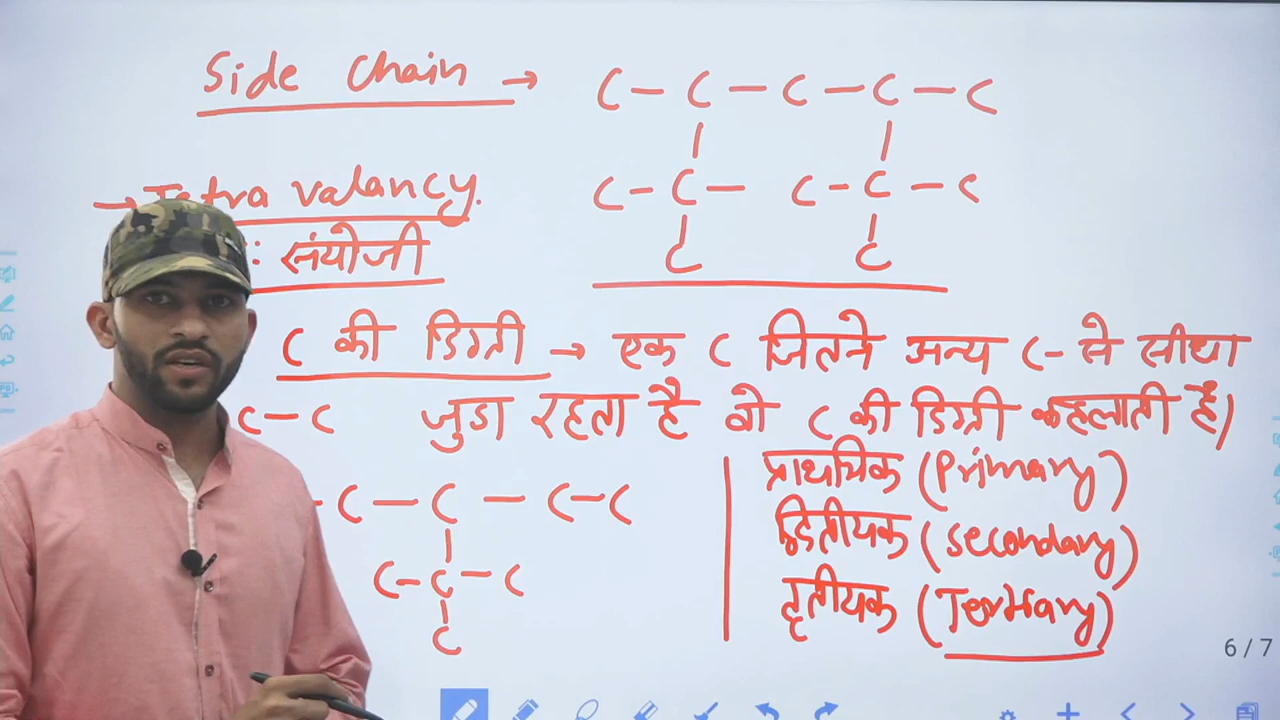 Side Chain → C – C – C – C – C
→ Tetra valancy.
C – C – C – C – C
: संयोजी
C C
C की डिग्री → एक C जितने अन्य C- से सीधा
C – C जुडा रहता है वो C की डिग्री कहलाती है।
प्राथमिक (Primary)
– C – C – C – C
द्वितीयक (secondary)
C – C – C
तृतीयक (Tertiary)
C
6 / 7